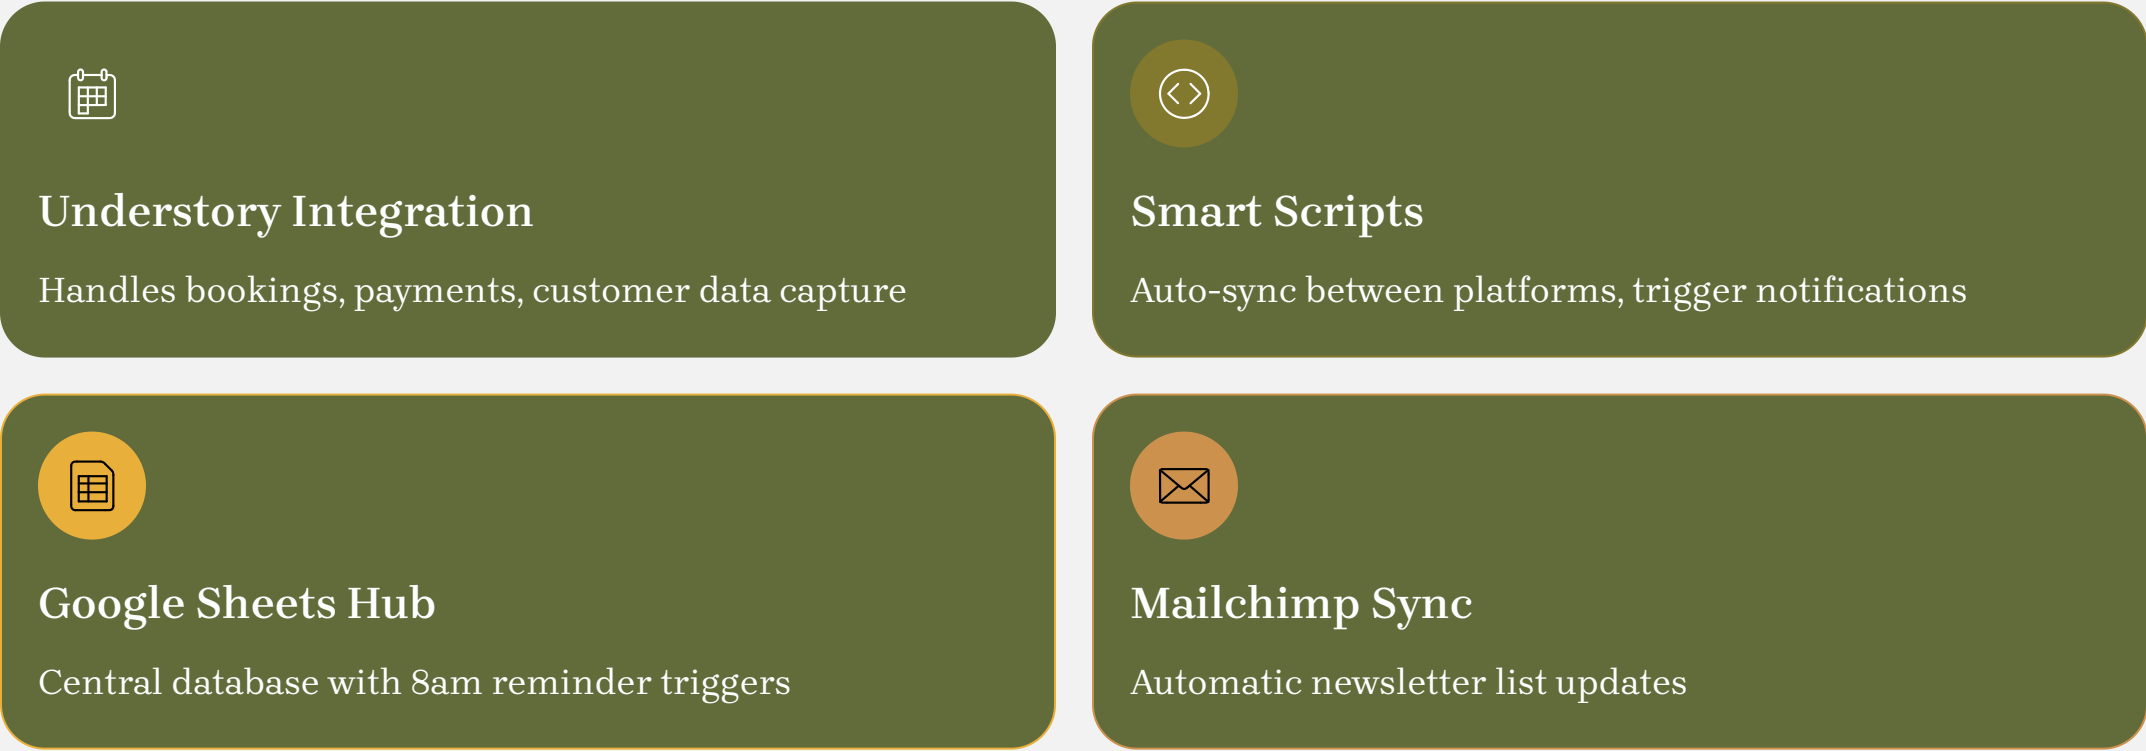 Understory Integration
Handles bookings, payments, customer data capture
Smart Scripts
Auto-sync between platforms, trigger notifications
Google Sheets Hub
Central database with 8am reminder triggers
Mailchimp Sync
Automatic newsletter list updates